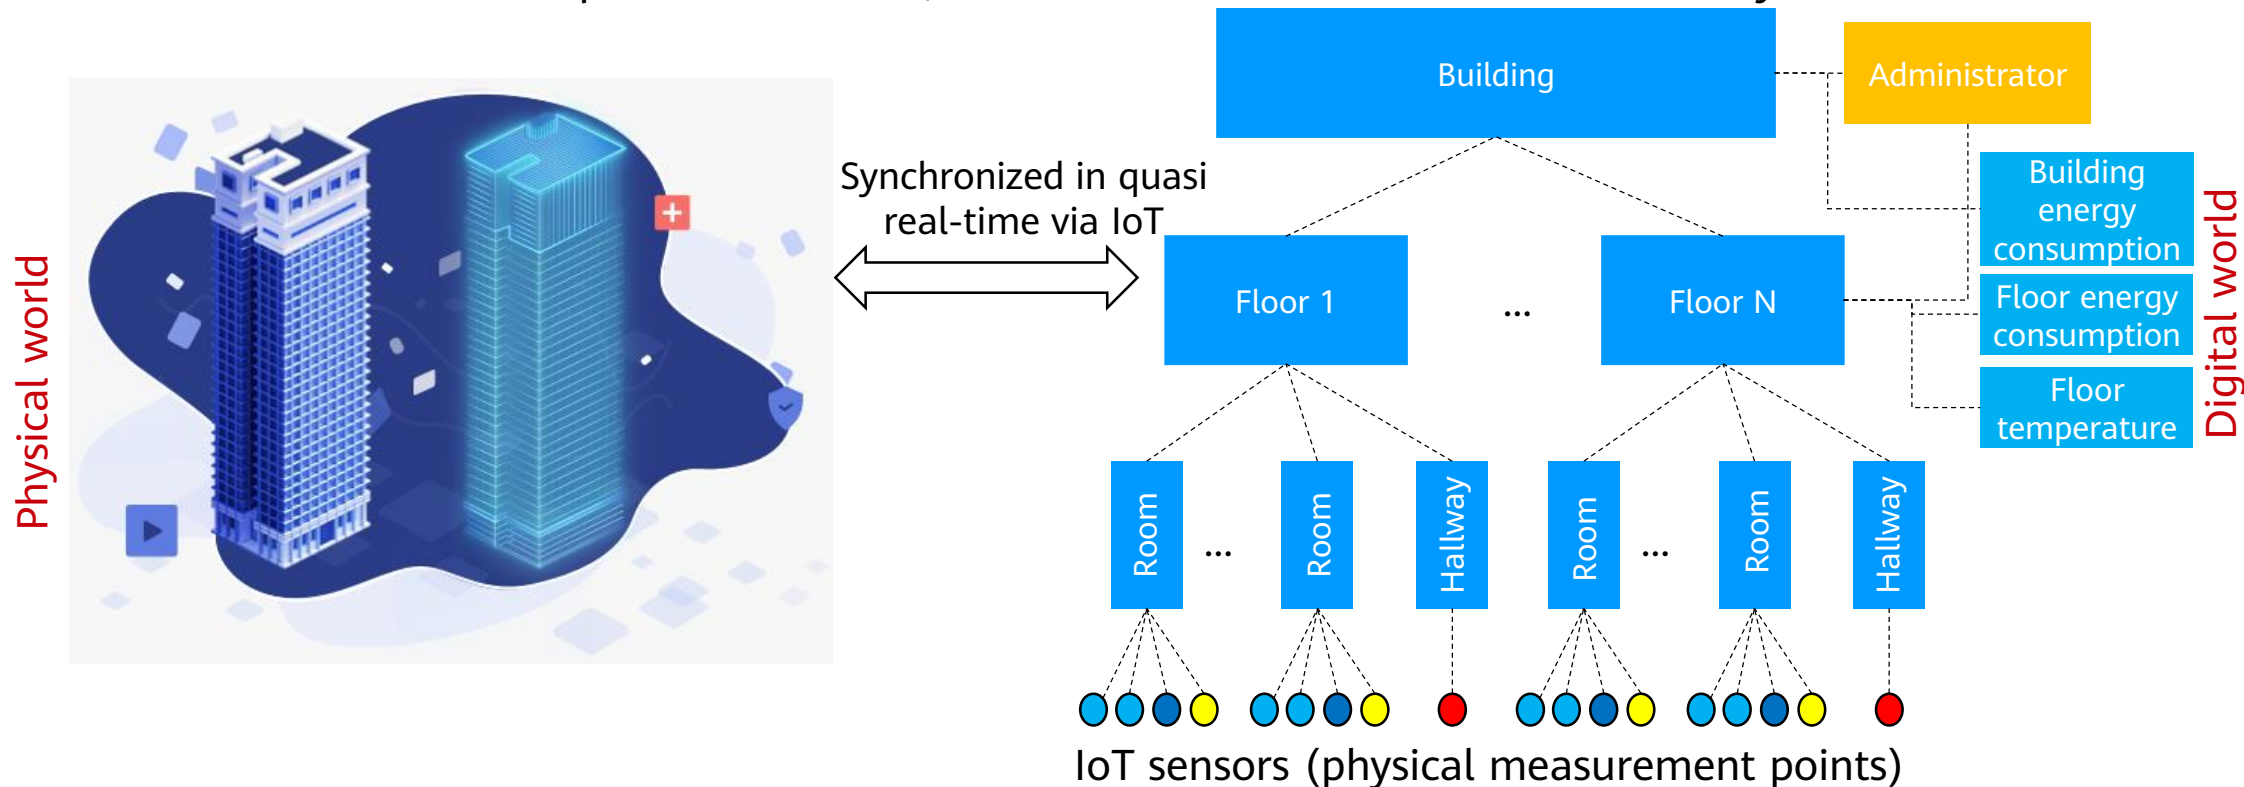 Building
Administrator
Building
energy
consumption
Synchronized in quasi
real-time via IoT
Physical world
Floor 1
...
Floor N
Floor energy
consumption
Floor
temperature
Digital world
Room
...
Room
Hallway
Room
...
Room
Hallway
IoT sensors (physical measurement points)